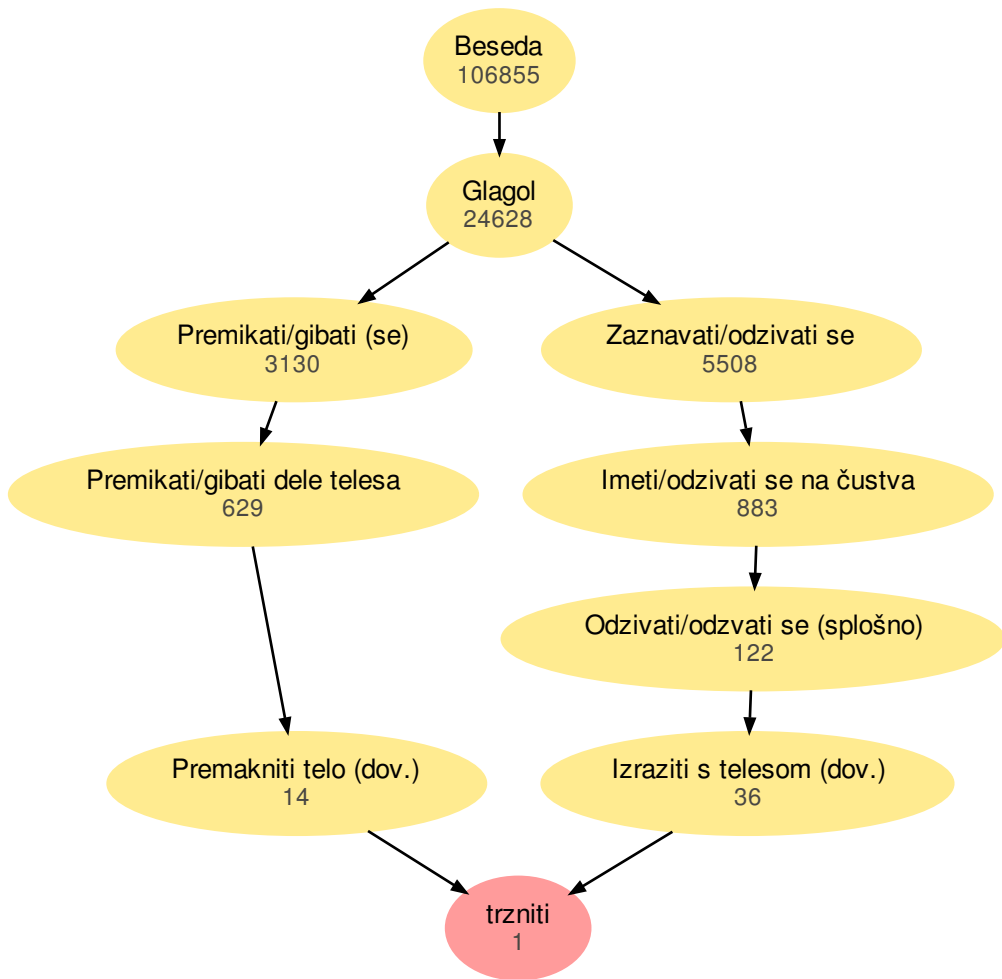 Beseda
106855
Glagol
24628
Premikati/gibati (se)
3130
Zaznavati/odzivati se
5508
Premikati/gibati dele telesa
629
Imeti/odzivati se na čustva
883
Odzivati/odzvati se (splošno)
122
Premakniti telo (dov.)
14
Izraziti s telesom (dov.)
36
trzniti
1